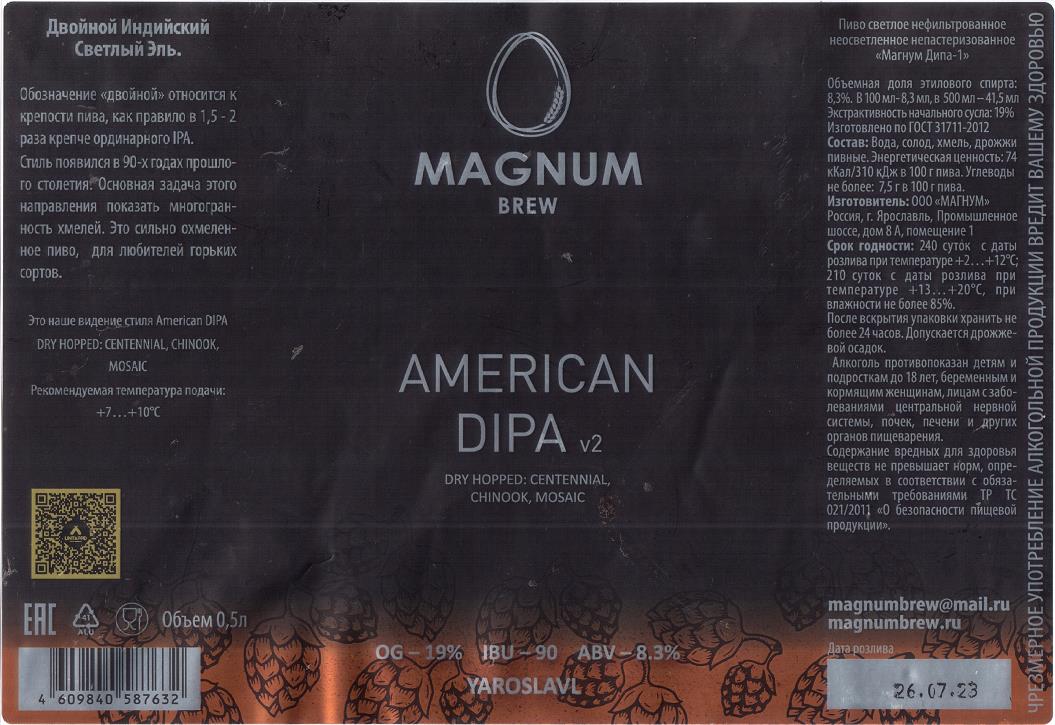 Двойной Индийский
Светлый Эль.
Обозначение «двойной» относится к
крепости пива, как правило в 1,5 - 2
раза крепче ординарного IPA.
Стиль появился в 90-х годах прошло-
го столетия. Основная задача этого
направления показать многогран-
ность хмелей. Это сильно охмелен-
ное пиво, для любителей горьких
сортов.
Это наше видение стиля American DIPA
DRY HOPPED: CENTENNIAL, CHINOOK,
MOSAIC
Рекомендуемая температура подачи:
+7...+10°C
UNTAPPD
EAC
41
ALU
Объем 0,5л
4 609840 587632
MAGNUM
BREW
AMERICAN
DIPA v2
DRY HOPPED: CENTENNIAL,
CHINOOK, MOSAIC
OG – 19% IBU – 90 ABV – 8.3%
YAROSLAVL
Пиво светлое нефильтрованное
неосветленное непастеризованное
«Магнум Дипа-1»
Объемная доля этилового спирта:
8,3%. В 100 мл- 8,3 мл, в 500 мл – 41,5 мл
Экстрактивность начального сусла: 19%
Изготовлено по ГОСТ 31711-2012
Состав: Вода, солод, хмель, дрожжи
пивные. Энергетическая ценность: 74
кКал/310 кДж в 100 г пива. Углеводы
не более: 7,5 г в 100 г пива.
Изготовитель: ООО «МАГНУМ»
Россия, г. Ярославль, Промышленное
шоссе, дом 8 А, помещение 1
Срок годности: 240 суток с даты
розлива при температуре +2...+12°C;
210 суток с даты розлива при
температуре +13...+20°C, при
влажности не более 85%.
После вскрытия упаковки хранить не
более 24 часов. Допускается дрожже-
вой осадок.
Алкоголь противопоказан детям и
подросткам до 18 лет, беременным и
кормящим женщинам, лицам с забо-
леваниями центральной нервной
системы, почек, печени и других
органов пищеварения.
Содержание вредных для здоровья
веществ не превышает норм, опре-
деляемых в соответствии с обяза-
тельными требованиями ТР ТС
021/2011 «О безопасности пищевой
продукции».
magnumbrew@mail.ru
magnumbrew.ru
Дата розлива
26.07.23
ЧРЕЗМЕРНОЕ УПОТРЕБЛЕНИЕ АЛКОГОЛЬНОЙ ПРОДУКЦИИ ВРЕДИТ ВАШЕМУ ЗДОРОВЬЮ